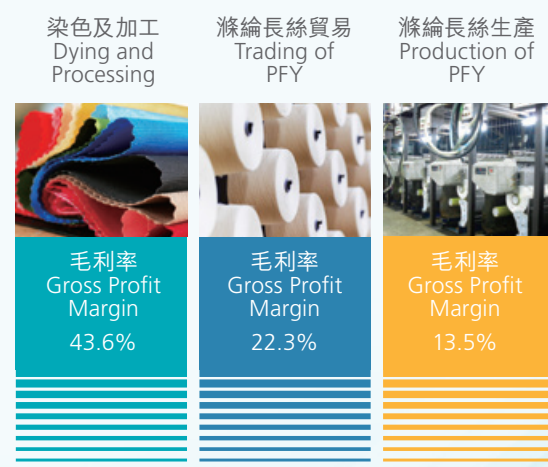 染色及加工
Dying and
Processing
毛利率
Gross Profit
Margin
43.6%
滌綸長絲貿易
Trading of
PFY
毛利率
Gross Profit
Margin
22.3%
滌綸長絲生產
Production of
PFY
毛利率
Gross Profit
Margin
13.5%